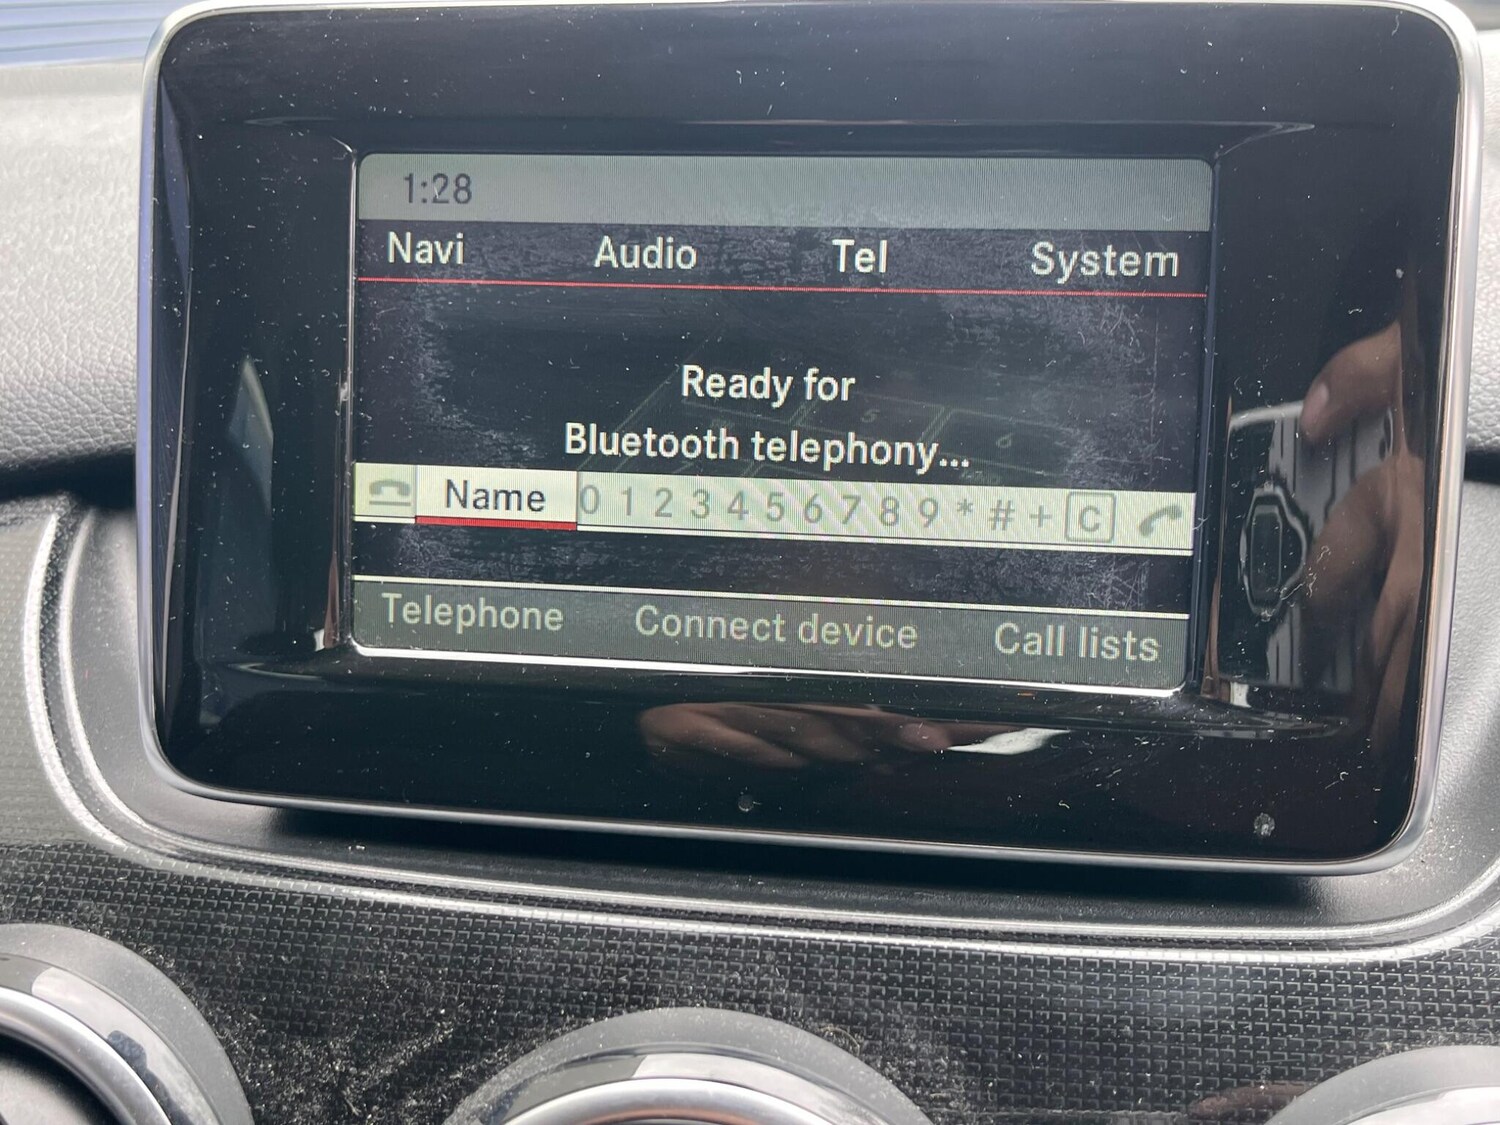 1:28
Navi Audio Tel System
Ready for
Bluetooth telephony...
Name 0 1 2 3 4 5 6 7 8 9 * # + C
Telephone Connect device Call lists